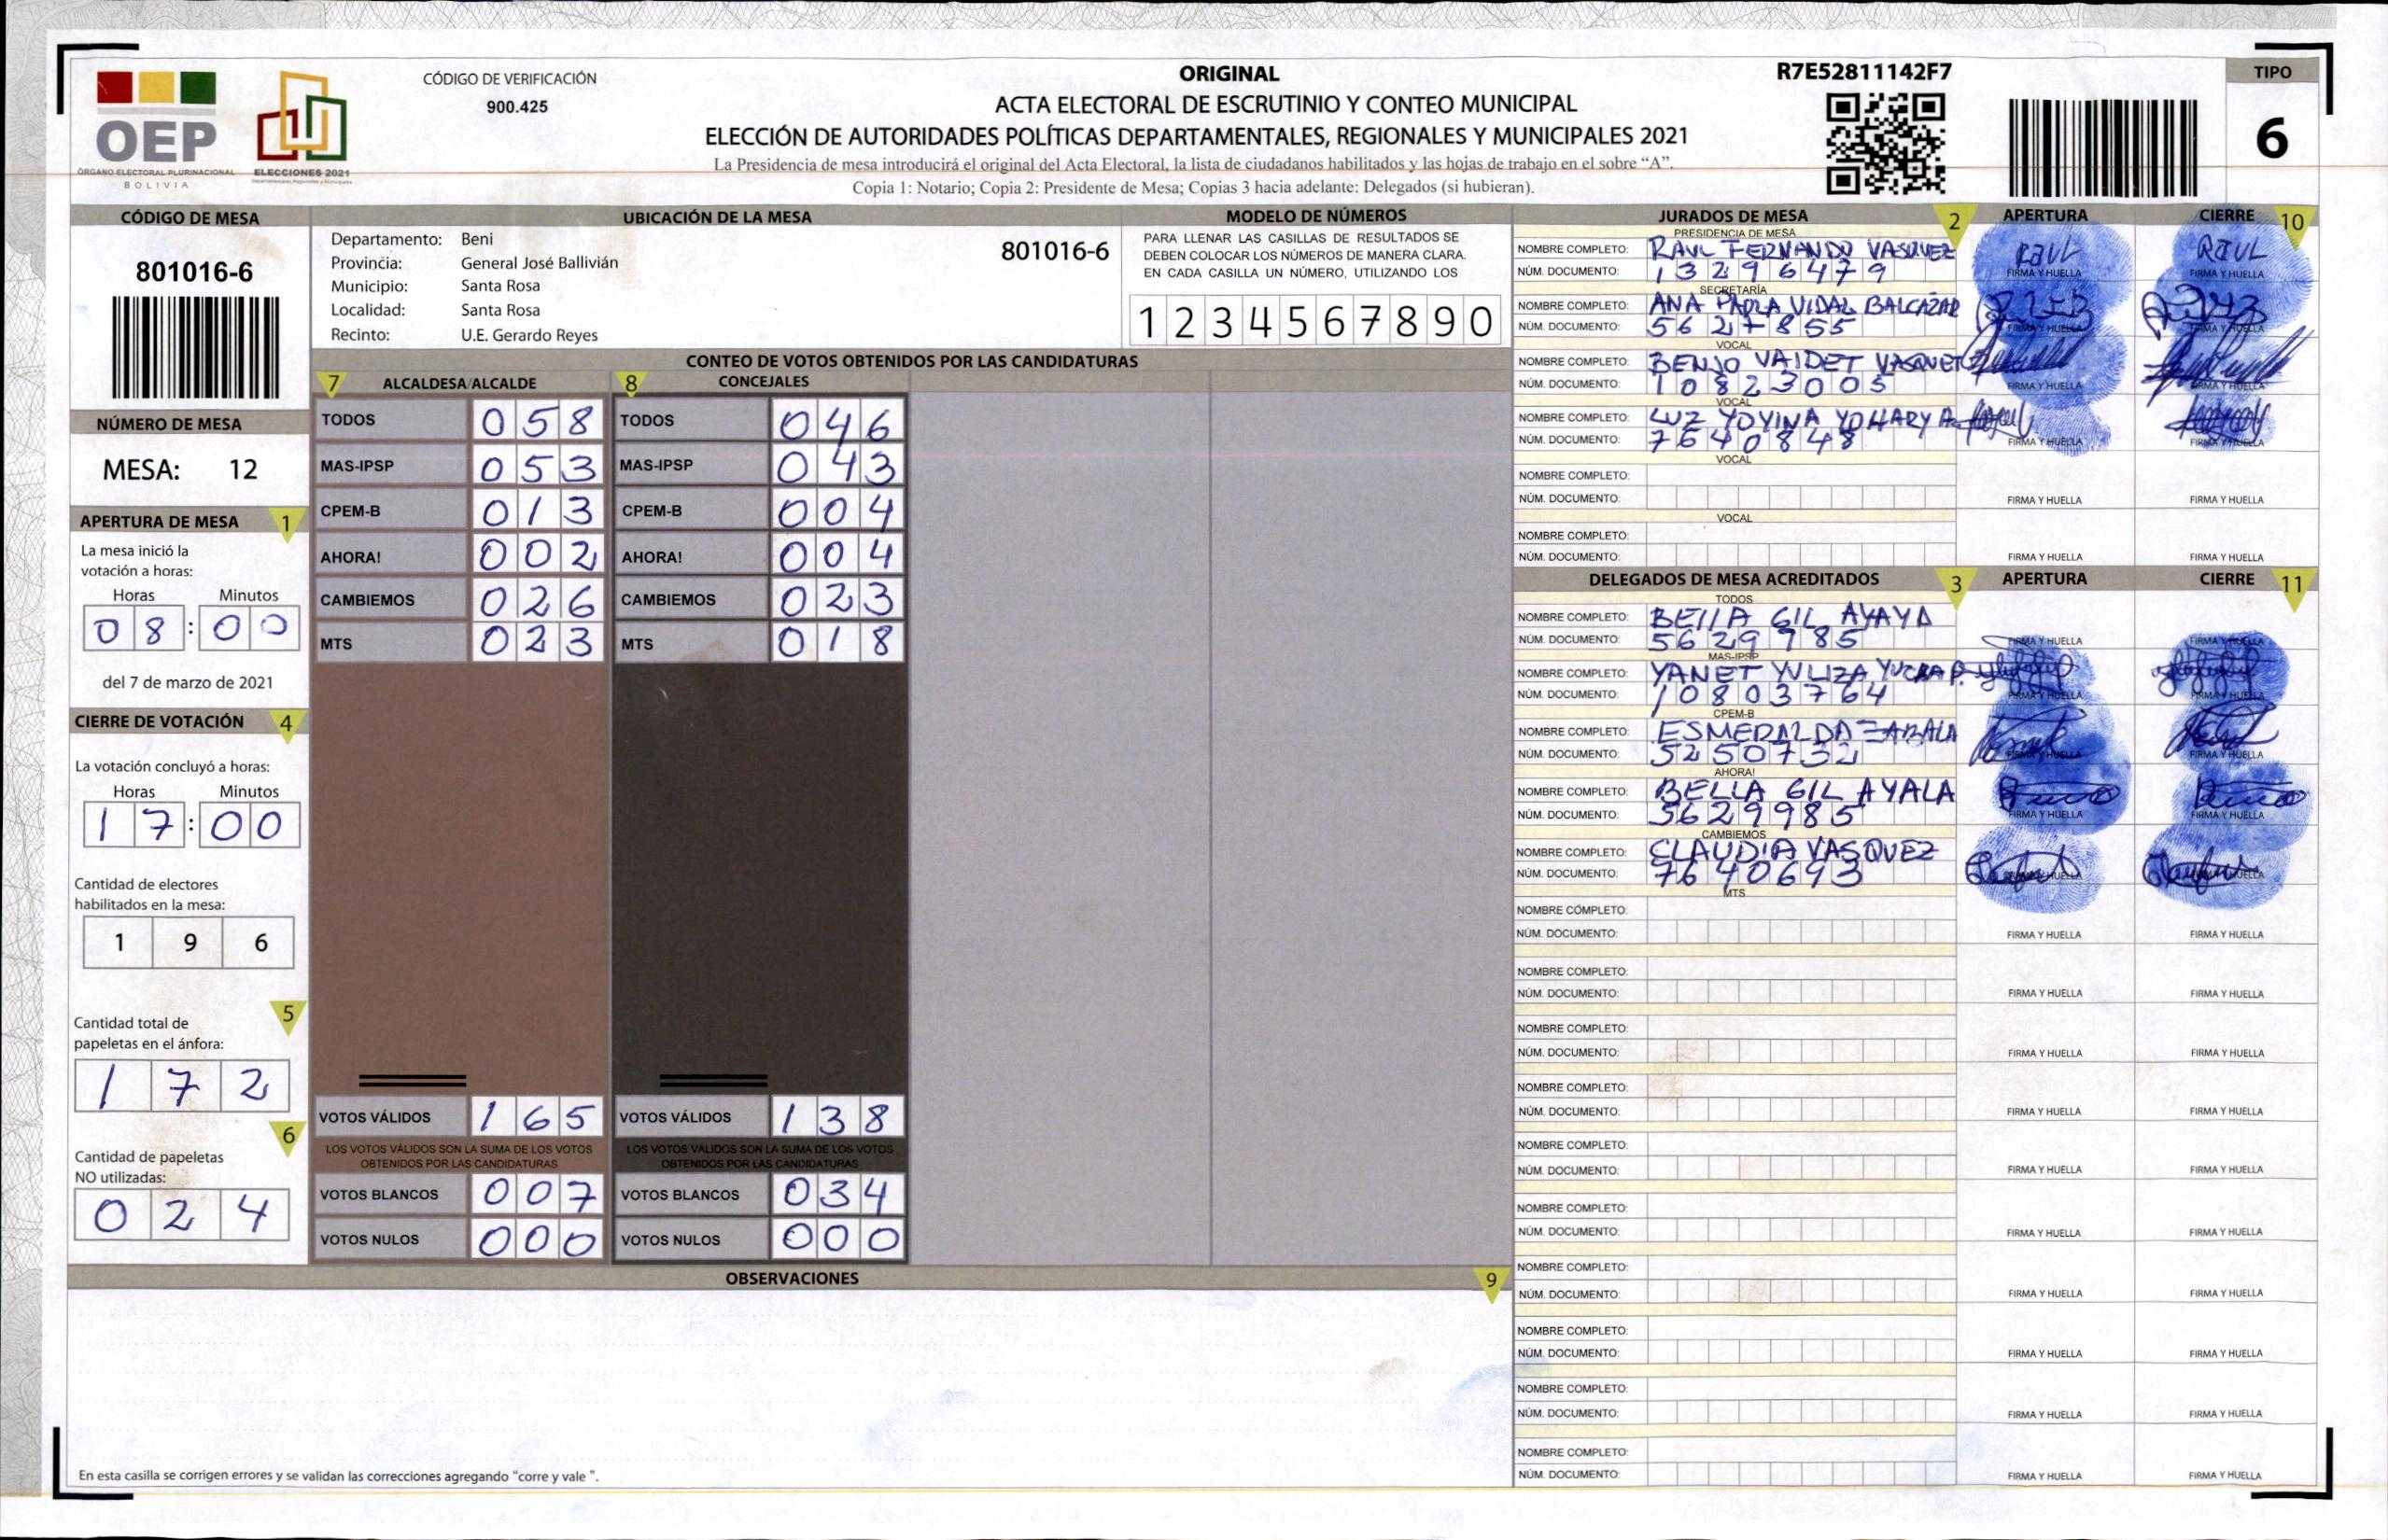 OEP
ÓRGANO ELECTORAL PLURINACIONAL
BOLIVIA
ELECCIONES 2021
CÓDIGO DE VERIFICACIÓN
900.425
ORIGINAL
ACTA ELECTORAL DE ESCRUTINIO Y CONTEO MUNICIPAL
ELECCIÓN DE AUTORIDADES POLÍTICAS DEPARTAMENTALES, REGIONALES Y MUNICIPALES 2021
La Presidencia de mesa introducirá el original del Acta Electoral, la lista de ciudadanos habilitados y las hojas de trabajo en el sobre “A”.
Copia 1: Notario; Copia 2: Presidente de Mesa; Copias 3 hacia adelante: Delegados (si hubieran).
R7E52811142F7
TIPO
6
CÓDIGO DE MESA
801016-6
NÚMERO DE MESA
MESA: 12
APERTURA DE MESA 1
La mesa inició la
votación a horas:
Horas Minutos
08:00
del 7 de marzo de 2021
CIERRE DE VOTACIÓN 4
La votación concluyó a horas:
Horas Minutos
17:00
Cantidad de electores
habilitados en la mesa:
1 9 6
5
Cantidad total de
papeletas en el ánfora:
1 7 2
6
Cantidad de papeletas
NO utilizadas:
0 2 4
UBICACIÓN DE LA MESA
Departamento: Beni
Provincia: General José Ballivián
Municipio: Santa Rosa
Localidad: Santa Rosa
Recinto: U.E. Gerardo Reyes
801016-6
MODELO DE NÚMEROS
PARA LLENAR LAS CASILLAS DE RESULTADOS SE
DEBEN COLOCAR LOS NÚMEROS DE MANERA CLARA.
EN CADA CASILLA UN NÚMERO, UTILIZANDO LOS
1 2 3 4 5 6 7 8 9 0
CONTEO DE VOTOS OBTENIDOS POR LAS CANDIDATURAS
7 ALCALDESA/ALCALDE
TODOS 058
MAS-IPSP 053
CPEM-B 013
AHORA! 002
CAMBIEMOS 026
MTS 023
VOTOS VÁLIDOS 165
LOS VOTOS VÁLIDOS SON LA SUMA DE LOS VOTOS
OBTENIDOS POR LAS CANDIDATURAS
VOTOS BLANCOS 007
VOTOS NULOS 000
8 CONCEJALES
TODOS 046
MAS-IPSP 043
CPEM-B 004
AHORA! 004
CAMBIEMOS 023
MTS 018
VOTOS VÁLIDOS 138
LOS VOTOS VÁLIDOS SON LA SUMA DE LOS VOTOS
OBTENIDOS POR LAS CANDIDATURAS
VOTOS BLANCOS 034
VOTOS NULOS 000
OBSERVACIONES 9
En esta casilla se corrigen errores y se validan las correcciones agregando “corre y vale ”.
JURADOS DE MESA 2 APERTURA CIERRE 10
PRESIDENCIA DE MESA
NOMBRE COMPLETO: RAUL FERNANDO VASQUEZ RAUL RAUL
NÚM. DOCUMENTO: 13296479 FIRMA Y HUELLA FIRMA Y HUELLA
SECRETARÍA
NOMBRE COMPLETO: ANA PAOLA VIDAL BALCAZAR
NÚM. DOCUMENTO: 5627855 FIRMA Y HUELLA FIRMA Y HUELLA
VOCAL
NOMBRE COMPLETO: BENJO VAIDET VASQUEZ
NÚM. DOCUMENTO: 10823005 FIRMA Y HUELLA FIRMA Y HUELLA
VOCAL
NOMBRE COMPLETO: LUZ YOVINA YOHARY A.
NÚM. DOCUMENTO: 7640848 FIRMA Y HUELLA FIRMA Y HUELLA
VOCAL
NOMBRE COMPLETO:
NÚM. DOCUMENTO: FIRMA Y HUELLA FIRMA Y HUELLA
VOCAL
NOMBRE COMPLETO:
NÚM. DOCUMENTO: FIRMA Y HUELLA FIRMA Y HUELLA
DELEGADOS DE MESA ACREDITADOS 3 APERTURA CIERRE 11
TODOS
NOMBRE COMPLETO: BEllA GIL AYAYA
NÚM. DOCUMENTO: 5629985 FIRMA Y HUELLA FIRMA Y HUELLA
MAS-IPSP
NOMBRE COMPLETO: YANET YULIZA YUCRA P.
NÚM. DOCUMENTO: 10803764 FIRMA Y HUELLA FIRMA Y HUELLA
CPEM-B
NOMBRE COMPLETO: ESMERALDA ZABALA
NÚM. DOCUMENTO: 5250732 FIRMA Y HUELLA FIRMA Y HUELLA
AHORA!
NOMBRE COMPLETO: BELLA GIL AYALA
NÚM. DOCUMENTO: 5629985 FIRMA Y HUELLA FIRMA Y HUELLA
CAMBIEMOS
NOMBRE COMPLETO: CLAUDIA VASQUEZ
NÚM. DOCUMENTO: 7640693 FIRMA Y HUELLA FIRMA Y HUELLA
MTS
NOMBRE COMPLETO:
NÚM. DOCUMENTO: FIRMA Y HUELLA FIRMA Y HUELLA
NOMBRE COMPLETO:
NÚM. DOCUMENTO: FIRMA Y HUELLA FIRMA Y HUELLA
NOMBRE COMPLETO:
NÚM. DOCUMENTO: FIRMA Y HUELLA FIRMA Y HUELLA
NOMBRE COMPLETO:
NÚM. DOCUMENTO: FIRMA Y HUELLA FIRMA Y HUELLA
NOMBRE COMPLETO:
NÚM. DOCUMENTO: FIRMA Y HUELLA FIRMA Y HUELLA
NOMBRE COMPLETO:
NÚM. DOCUMENTO: FIRMA Y HUELLA FIRMA Y HUELLA
NOMBRE COMPLETO:
NÚM. DOCUMENTO: FIRMA Y HUELLA FIRMA Y HUELLA
NOMBRE COMPLETO:
NÚM. DOCUMENTO: FIRMA Y HUELLA FIRMA Y HUELLA
NOMBRE COMPLETO:
NÚM. DOCUMENTO: FIRMA Y HUELLA FIRMA Y HUELLA
NOMBRE COMPLETO:
NÚM. DOCUMENTO: FIRMA Y HUELLA FIRMA Y HUELLA